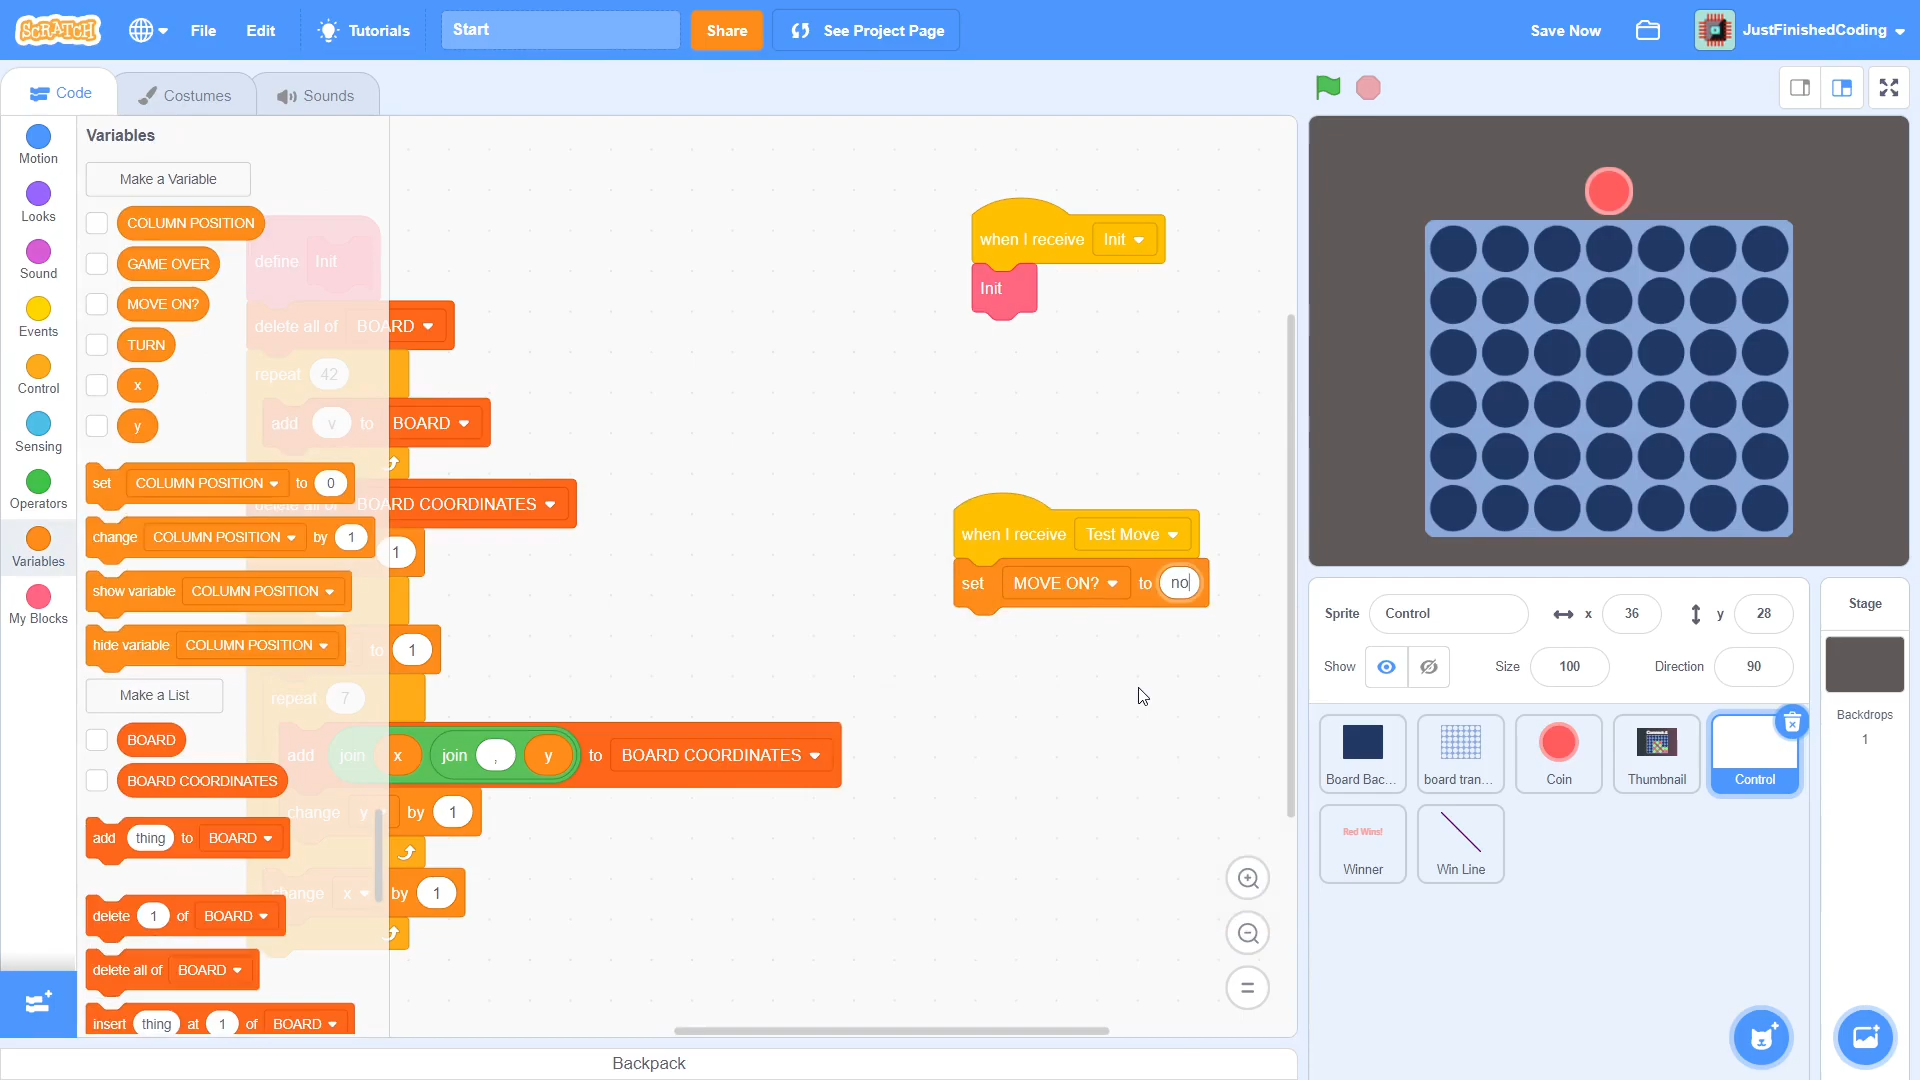 SCRATCH
File
Edit
Tutorials
Start
Share
See Project Page
Save Now
JustFinishedCoding
Code
Costumes
Sounds
Motion
Looks
Sound
Events
Control
Sensing
Operators
Variables
My Blocks
Variables
Make a Variable
COLUMN POSITION
GAME OVER
MOVE ON?
TURN
x
y
set COLUMN POSITION to 0
change COLUMN POSITION by 1
show variable COLUMN POSITION
hide variable COLUMN POSITION
Make a List
BOARD
BOARD COORDINATES
add thing to BOARD
delete 1 of BOARD
delete all of BOARD
insert thing at 1 of BOARD
define Init
delete all of BOARD
repeat 42
add v to BOARD
delete all of BOARD COORDINATES
1
to 1
repeat 7
add join x join , y to BOARD COORDINATES
change y by 1
change x by 1
when I receive Init
Init
when I receive Test Move
set MOVE ON? to no
Backpack
Sprite Control x 36 y 28
Show Size 100 Direction 90
Board Bac...
board tran...
Coin
Thumbnail
Control
Red Wins!
Winner
Win Line
Stage
Backdrops
1